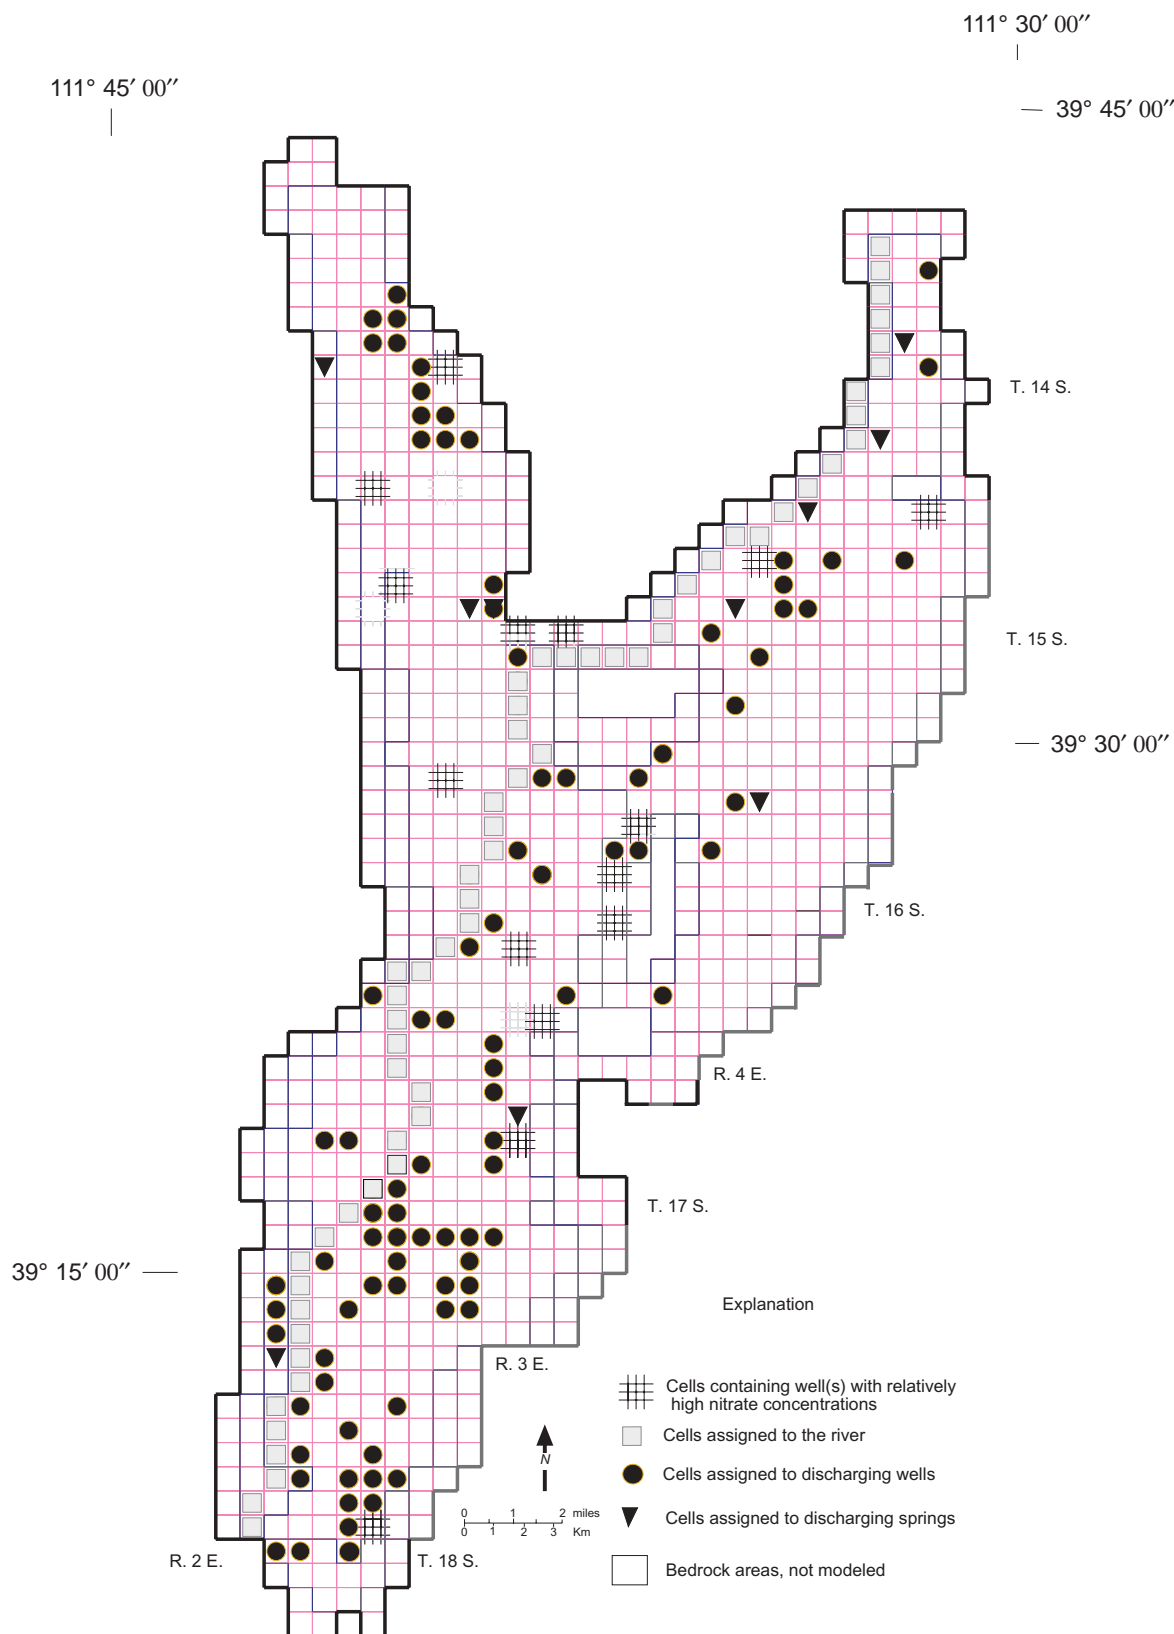 111° 30′ 00″
111° 45′ 00″
39° 45′ 00″
T. 14 S.
T. 15 S.
39° 30′ 00″
T. 16 S.
R. 4 E.
T. 17 S.
39° 15′ 00″
Explanation
R. 3 E.
Cells containing well(s) with relatively
high nitrate concentrations
Cells assigned to the river
N
Cells assigned to discharging wells
0 1 2 miles
0 1 2 3 Km
Cells assigned to discharging springs
R. 2 E.
T. 18 S.
Bedrock areas, not modeled